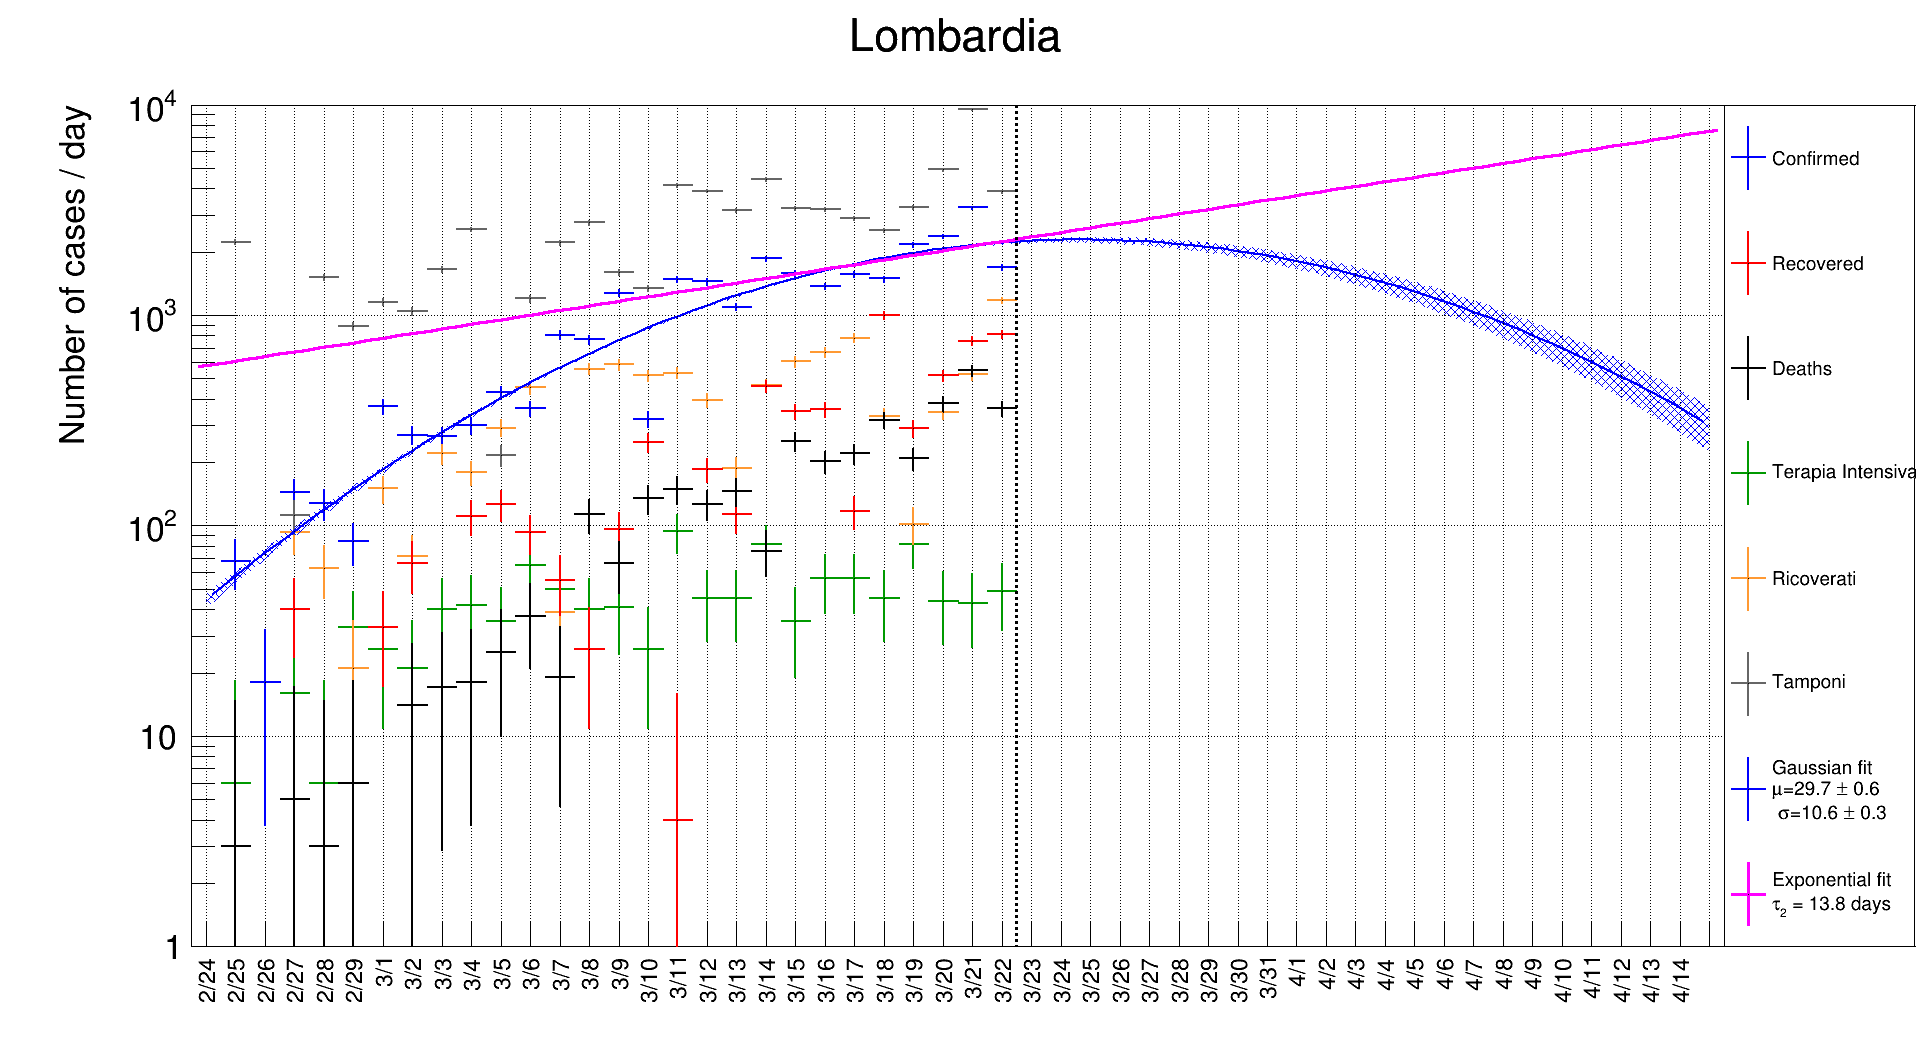 Lombardia
Number of cases / day
10⁴
10³
10²
10
1
2/24 2/25 2/26 2/27 2/28 2/29 3/1 3/2 3/3 3/4 3/5 3/6 3/7 3/8 3/9 3/10 3/11 3/12 3/13 3/14 3/15 3/16 3/17 3/18 3/19 3/20 3/21 3/22 3/23 3/24 3/25 3/26 3/27 3/28 3/29 3/30 3/31 4/1 4/2 4/3 4/4 4/5 4/6 4/7 4/8 4/9 4/10 4/11 4/12 4/13 4/14
Confirmed
Recovered
Deaths
Terapia Intensiva
Ricoverati
Tamponi
Gaussian fit
μ=29.7 ± 0.6
σ=10.6 ± 0.3
Exponential fit
τ₂ = 13.8 days